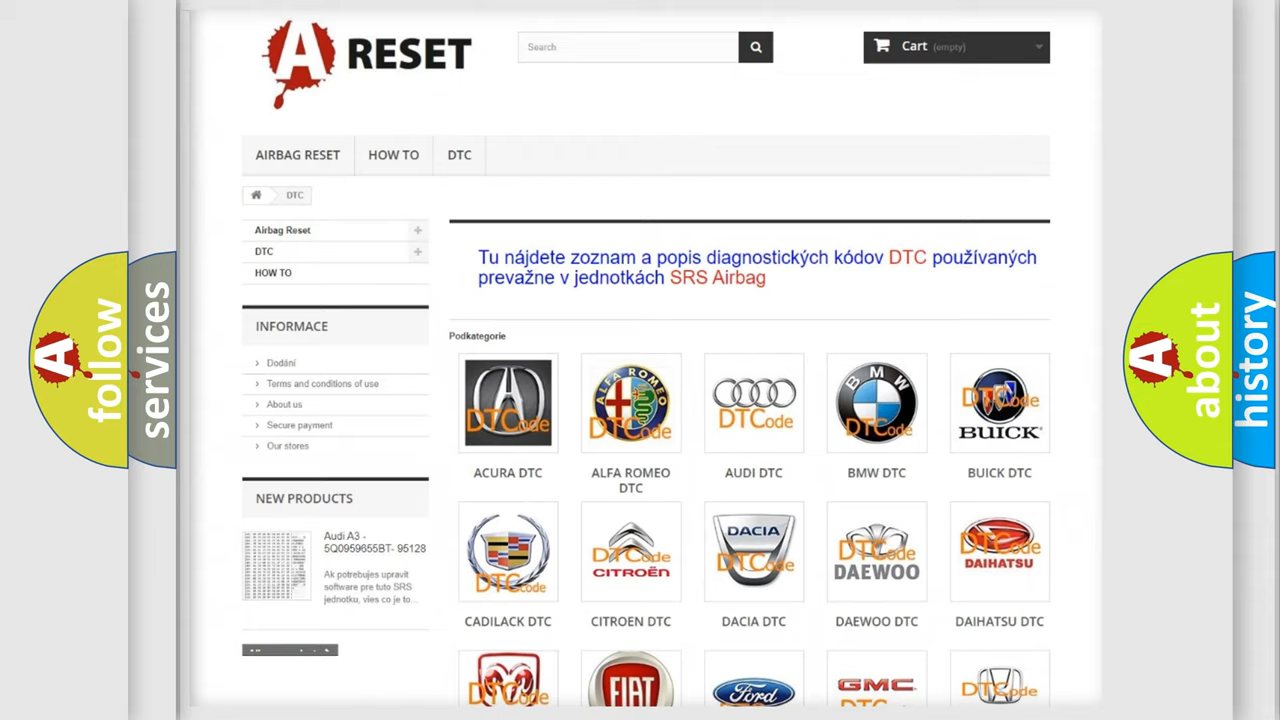 A RESET
Search
Cart (empty)
AIRBAG RESET
HOW TO
DTC
DTC
Airbag Reset
DTC
HOW TO
Tu nájdete zoznam a popis diagnostických kódov DTC používaných
prevažne v jednotkách SRS Airbag
INFORMACE
Dodání
Terms and conditions of use
About us
Secure payment
Our stores
Podkategorie
ALFA ROMEO
DTCode
DTCode
DTCode
BMW
DTCode
DTCode
BUICK
ACURA DTC
ALFA ROMEO
DTC
AUDI DTC
BMW DTC
BUICK DTC
NEW PRODUCTS
Audi A3 -
5Q0959655BT- 95128
Ak potrebujes upravit
software pre tuto SRS
jednotku, vies co je to...
DTCode
DTCode
CITROËN
DACIA
DTCode
DTCode
DAEWOO
DTCode
DAIHATSU
CADILACK DTC
CITROEN DTC
DACIA DTC
DAEWOO DTC
DAIHATSU DTC
DTCode
FIAT
Ford
GMC
DTCode
A follow
services
A about
history